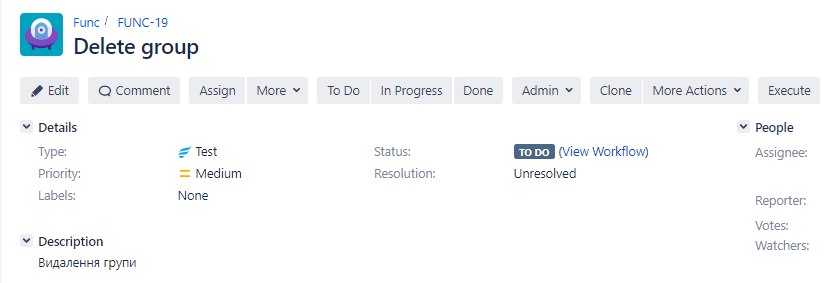 Func / FUNC-19
Delete group
Edit Comment Assign More To Do In Progress Done Admin Clone More Actions Execute
Details People
Type: Test Status: TO DO (View Workflow) Assignee:
Priority: Medium Resolution: Unresolved
Labels: None
Reporter:
Votes:
Description
Watchers:
Видалення групи